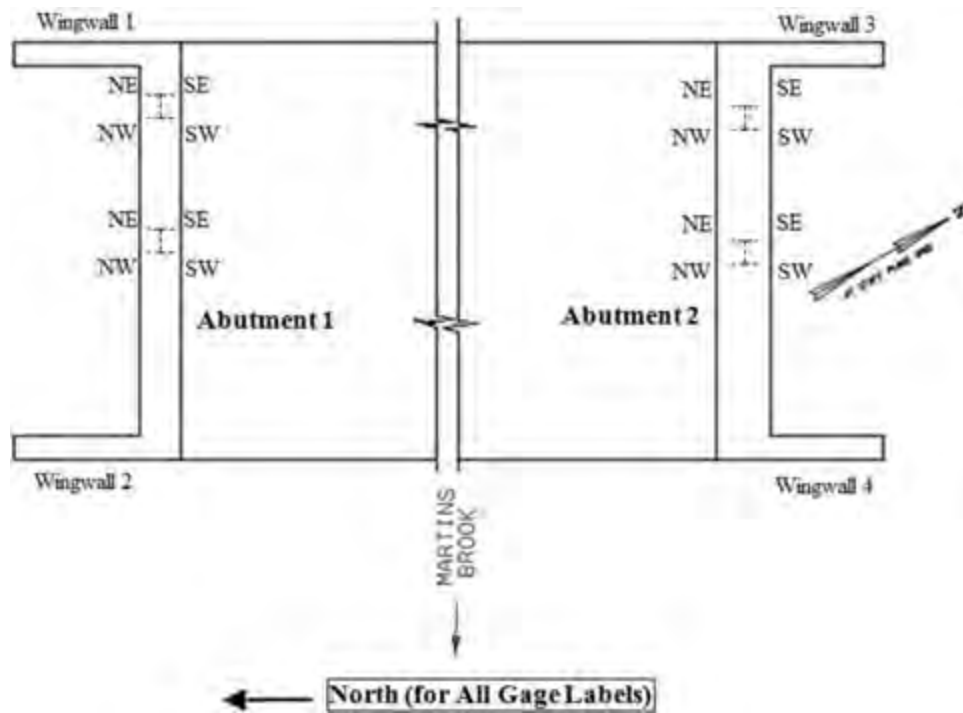 Wingwall 1
Wingwall 3
NE SE
NE SE
NW SW
NW SW
NE SE
NE SE
NW SW
NW SW
Abutment 1
Abutment 2
Wingwall 2
Wingwall 4
MARTINS
BROOK
North (for All Gage Labels)